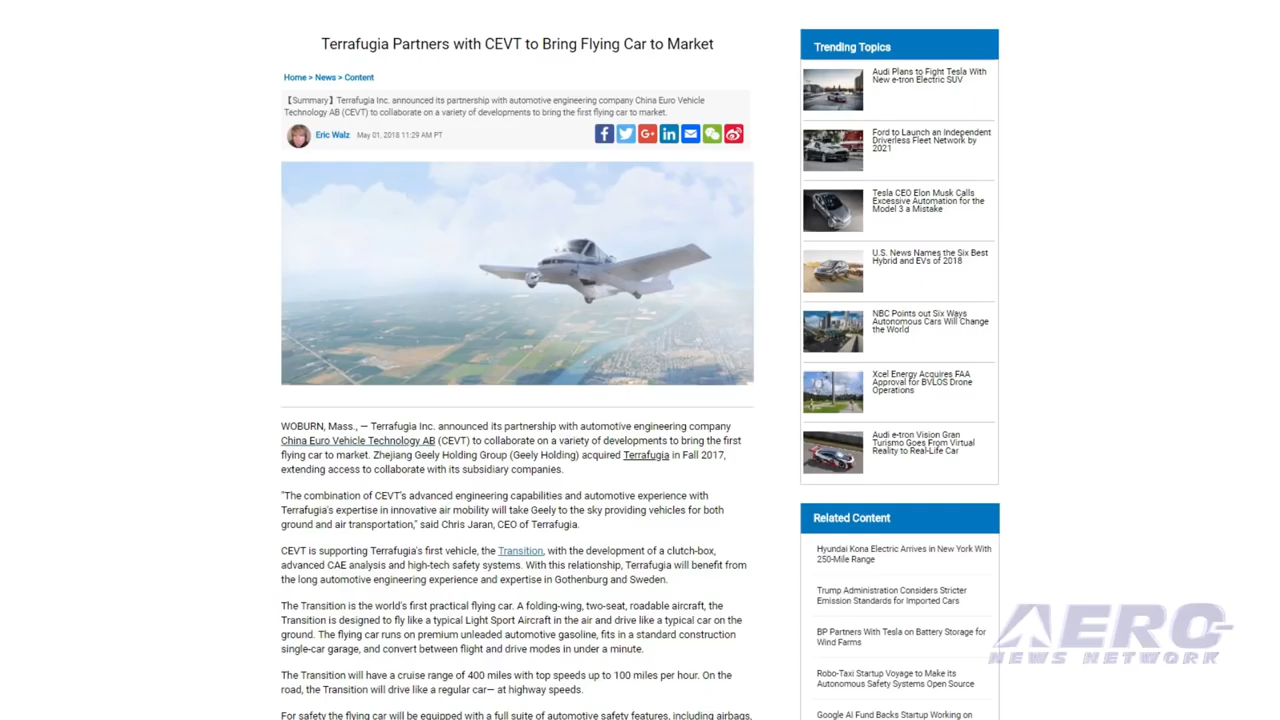 Terrafugia Partners with CEVT to Bring Flying Car to Market
Home > News > Content
【Summary】Terrafugia Inc. announced its partnership with automotive engineering company China Euro Vehicle
Technology AB (CEVT) to collaborate on a variety of developments to bring the first flying car to market.
Eric Walz May 01, 2018 11:29 AM PT
WOBURN, Mass., — Terrafugia Inc. announced its partnership with automotive engineering company
China Euro Vehicle Technology AB (CEVT) to collaborate on a variety of developments to bring the first
flying car to market. Zhejiang Geely Holding Group (Geely Holding) acquired Terrafugia in Fall 2017,
extending access to collaborate with its subsidiary companies.
"The combination of CEVT's advanced engineering capabilities and automotive experience with
Terrafugia's expertise in innovative air mobility will take Geely to the sky providing vehicles for both
ground and air transportation," said Chris Jaran, CEO of Terrafugia.
CEVT is supporting Terrafugia's first vehicle, the Transition, with the development of a clutch-box,
advanced CAE analysis and high-tech safety systems. With this relationship, Terrafugia will benefit from
the long automotive engineering experience and expertise in Gothenburg and Sweden.
The Transition is the world's first practical flying car. A folding-wing, two-seat, roadable aircraft, the
Transition is designed to fly like a typical Light Sport Aircraft in the air and drive like a typical car on the
ground. The flying car runs on premium unleaded automotive gasoline, fits in a standard construction
single-car garage, and convert between flight and drive modes in under a minute.
The Transition will have a cruise range of 400 miles with top speeds up to 100 miles per hour. On the
road, the Transition will drive like a regular car— at highway speeds.
For safety the flying car will be equipped with a full suite of automotive safety features, including airbags,
Trending Topics
Audi Plans to Fight Tesla With
New e-tron Electric SUV
Ford to Launch an Independent
Driverless Fleet Network by
2021
Tesla CEO Elon Musk Calls
Excessive Automation for the
Model 3 a Mistake
U.S. News Names the Six Best
Hybrid and EVs of 2018
NBC Points out Six Ways
Autonomous Cars Will Change
the World
Xcel Energy Acquires FAA
Approval for BVLOS Drone
Operations
Audi e-tron Vision Gran
Turismo Goes From Virtual
Reality to Real-Life Car
Related Content
Hyundai Kona Electric Arrives in New York With
250-Mile Range
Trump Administration Considers Stricter
Emission Standards for Imported Cars
BP Partners With Tesla on Battery Storage for
Wind Farms
Robo-Taxi Startup Voyage to Make Its
Autonomous Safety Systems Open Source
Google AI Fund Backs Startup Working on
AERO
NEWS NETWORK